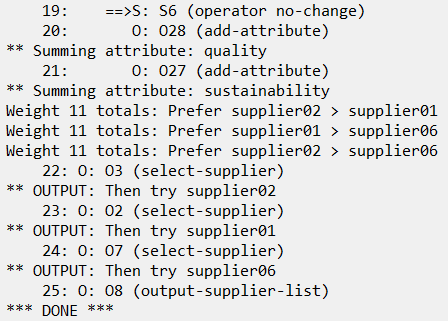 19:    ==>S: S6 (operator no-change)
20:       O: O28 (add-attribute)
** Summing attribute: quality
21:       O: O27 (add-attribute)
** Summing attribute: sustainability
Weight 11 totals: Prefer supplier02 > supplier01
Weight 11 totals: Prefer supplier01 > supplier06
Weight 11 totals: Prefer supplier02 > supplier06
22: O: O3 (select-supplier)
** OUTPUT: Then try supplier02
23: O: O2 (select-supplier)
** OUTPUT: Then try supplier01
24: O: O7 (select-supplier)
** OUTPUT: Then try supplier06
25: O: O8 (output-supplier-list)
*** DONE ***